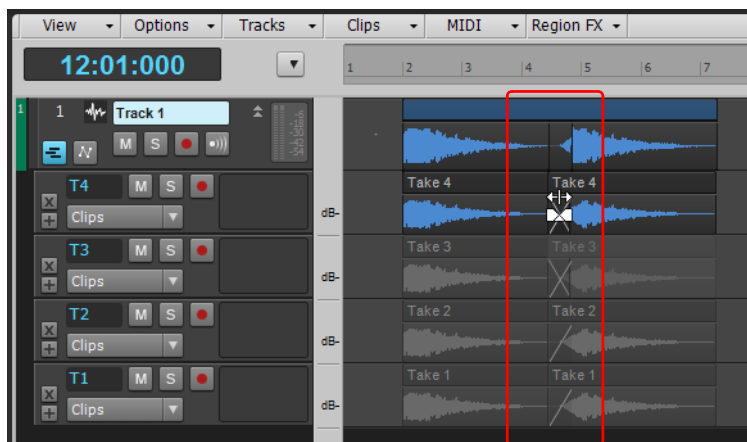 View Options Tracks Clips MIDI Region FX
12:01:000
1 2 3 4 5 6 7
1 1 Track 1
M S
T4 M S Take 4 Take 4
Clips dB-
T3 M S Take 3 Take 3
Clips dB-
T2 M S Take 2 Take 2
Clips dB-
T1 M S Take 1 Take 1
Clips dB-